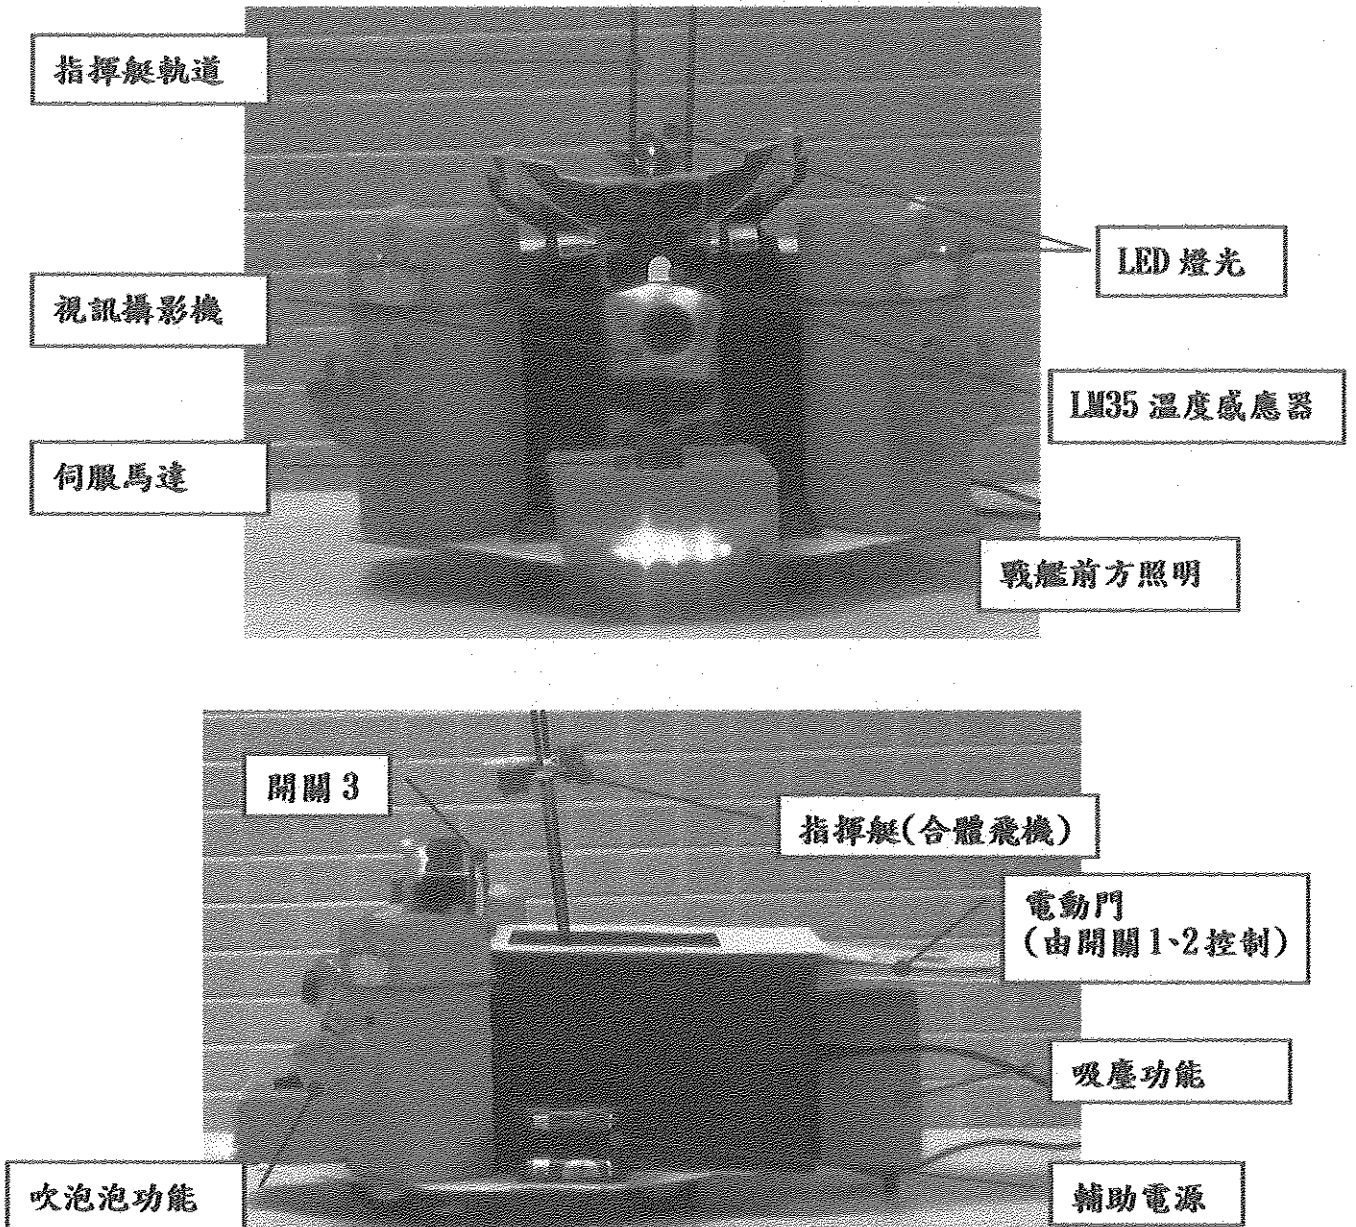 指揮艇軌道
LED 燈光
視訊攝影機
LM35 溫度感應器
伺服馬達
戰艦前方照明
開關 3
指揮艇(合體飛機)
電動門
(由開關 1、2 控制)
吸塵功能
吹泡泡功能
輔助電源